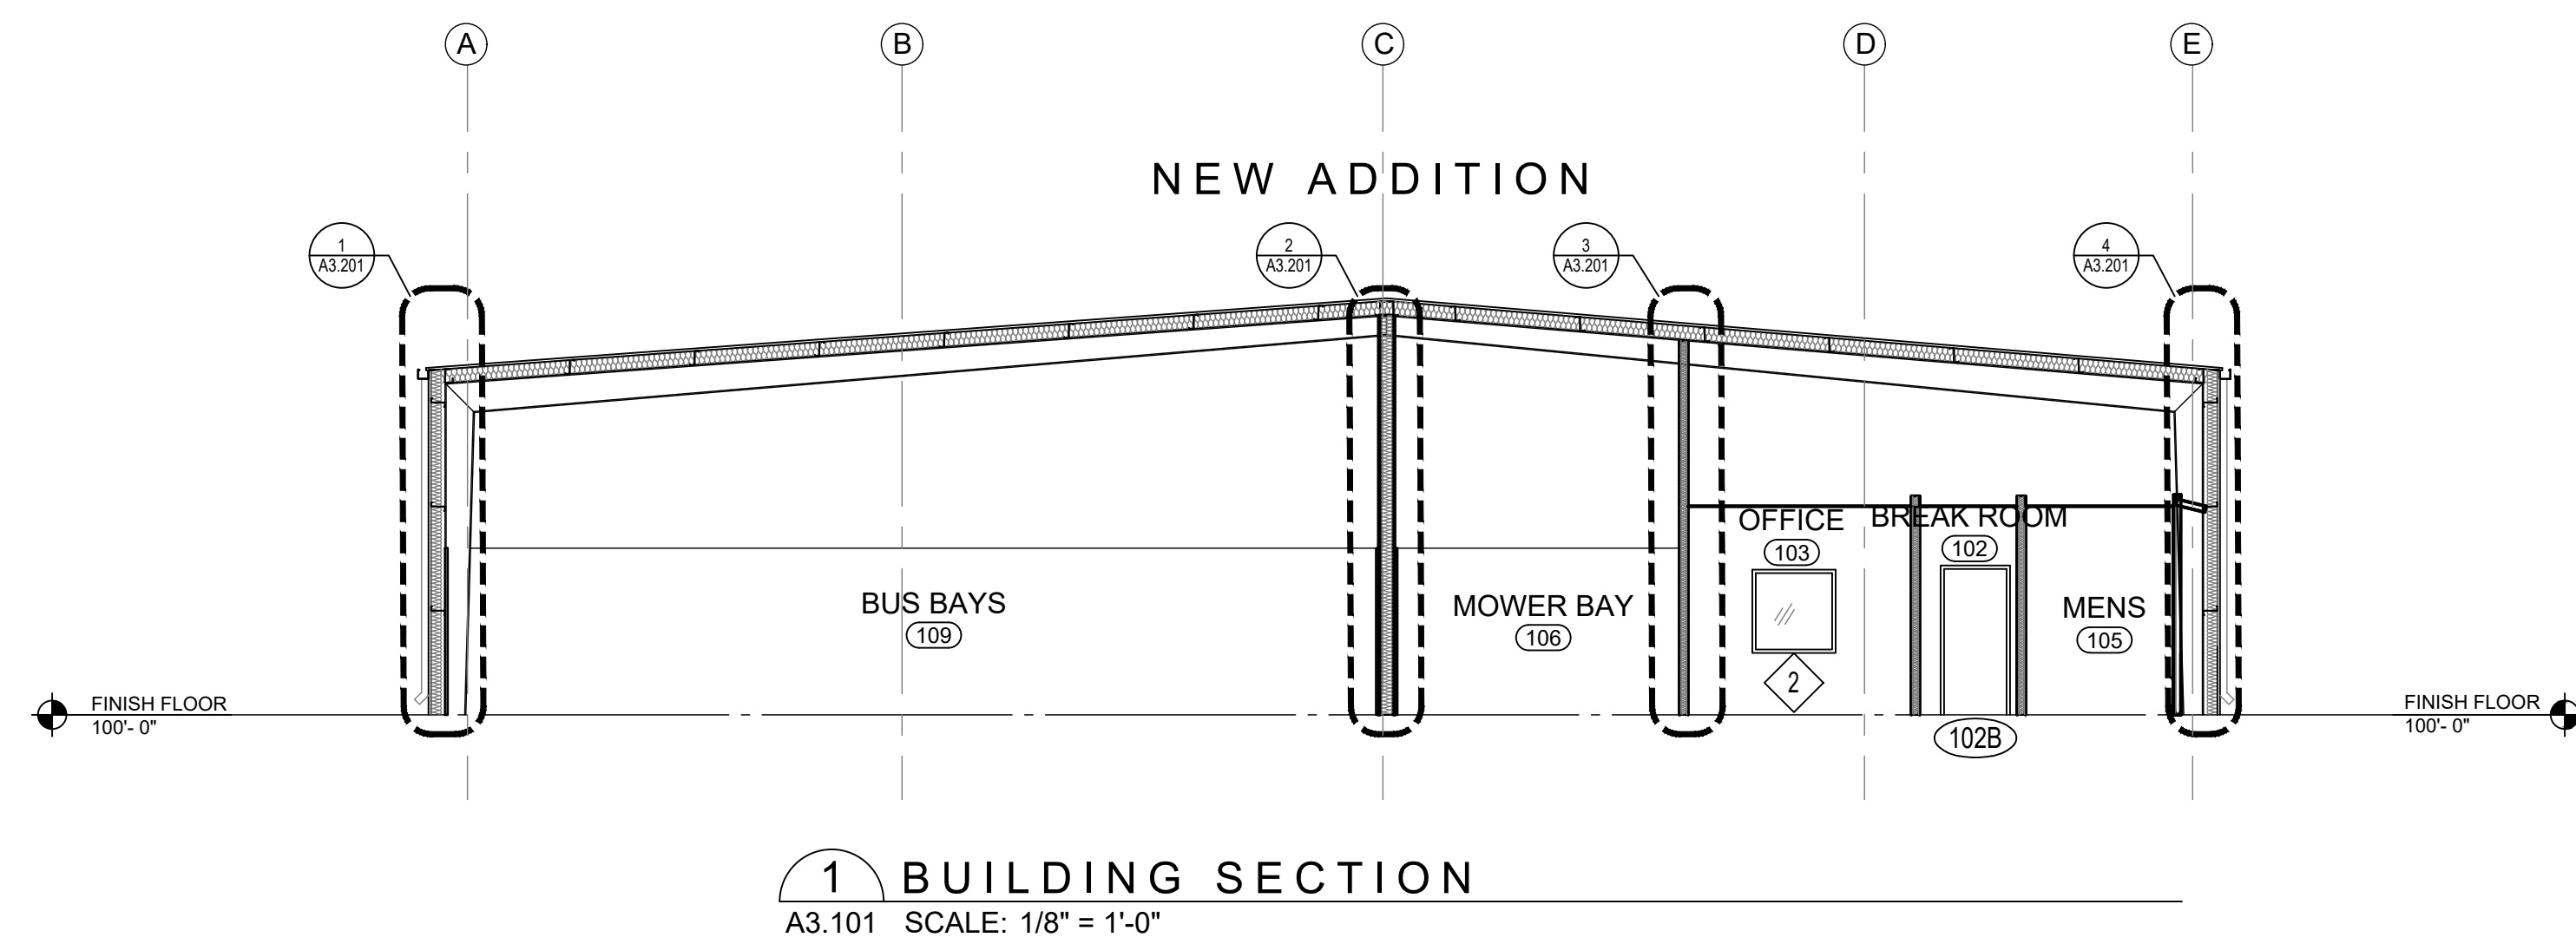 A
B
C
D
E
NEW ADDITION
1
A3.201
2
A3.201
3
A3.201
4
A3.201
OFFICE
103
BREAK ROOM
102
BUS BAYS
109
MOWER BAY
106
MENS
105
2
FINISH FLOOR
100'- 0"
FINISH FLOOR
100'- 0"
102B
1 BUILDING SECTION
A3.101 SCALE: 1/8" = 1'-0"